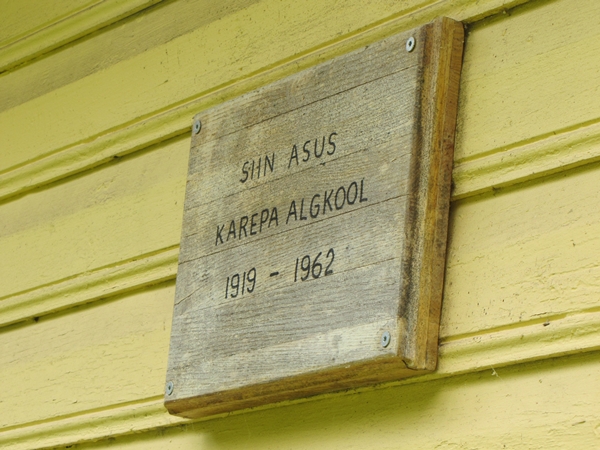 SIIN ASUS
KAREPA ALGKOOL
1919 - 1962